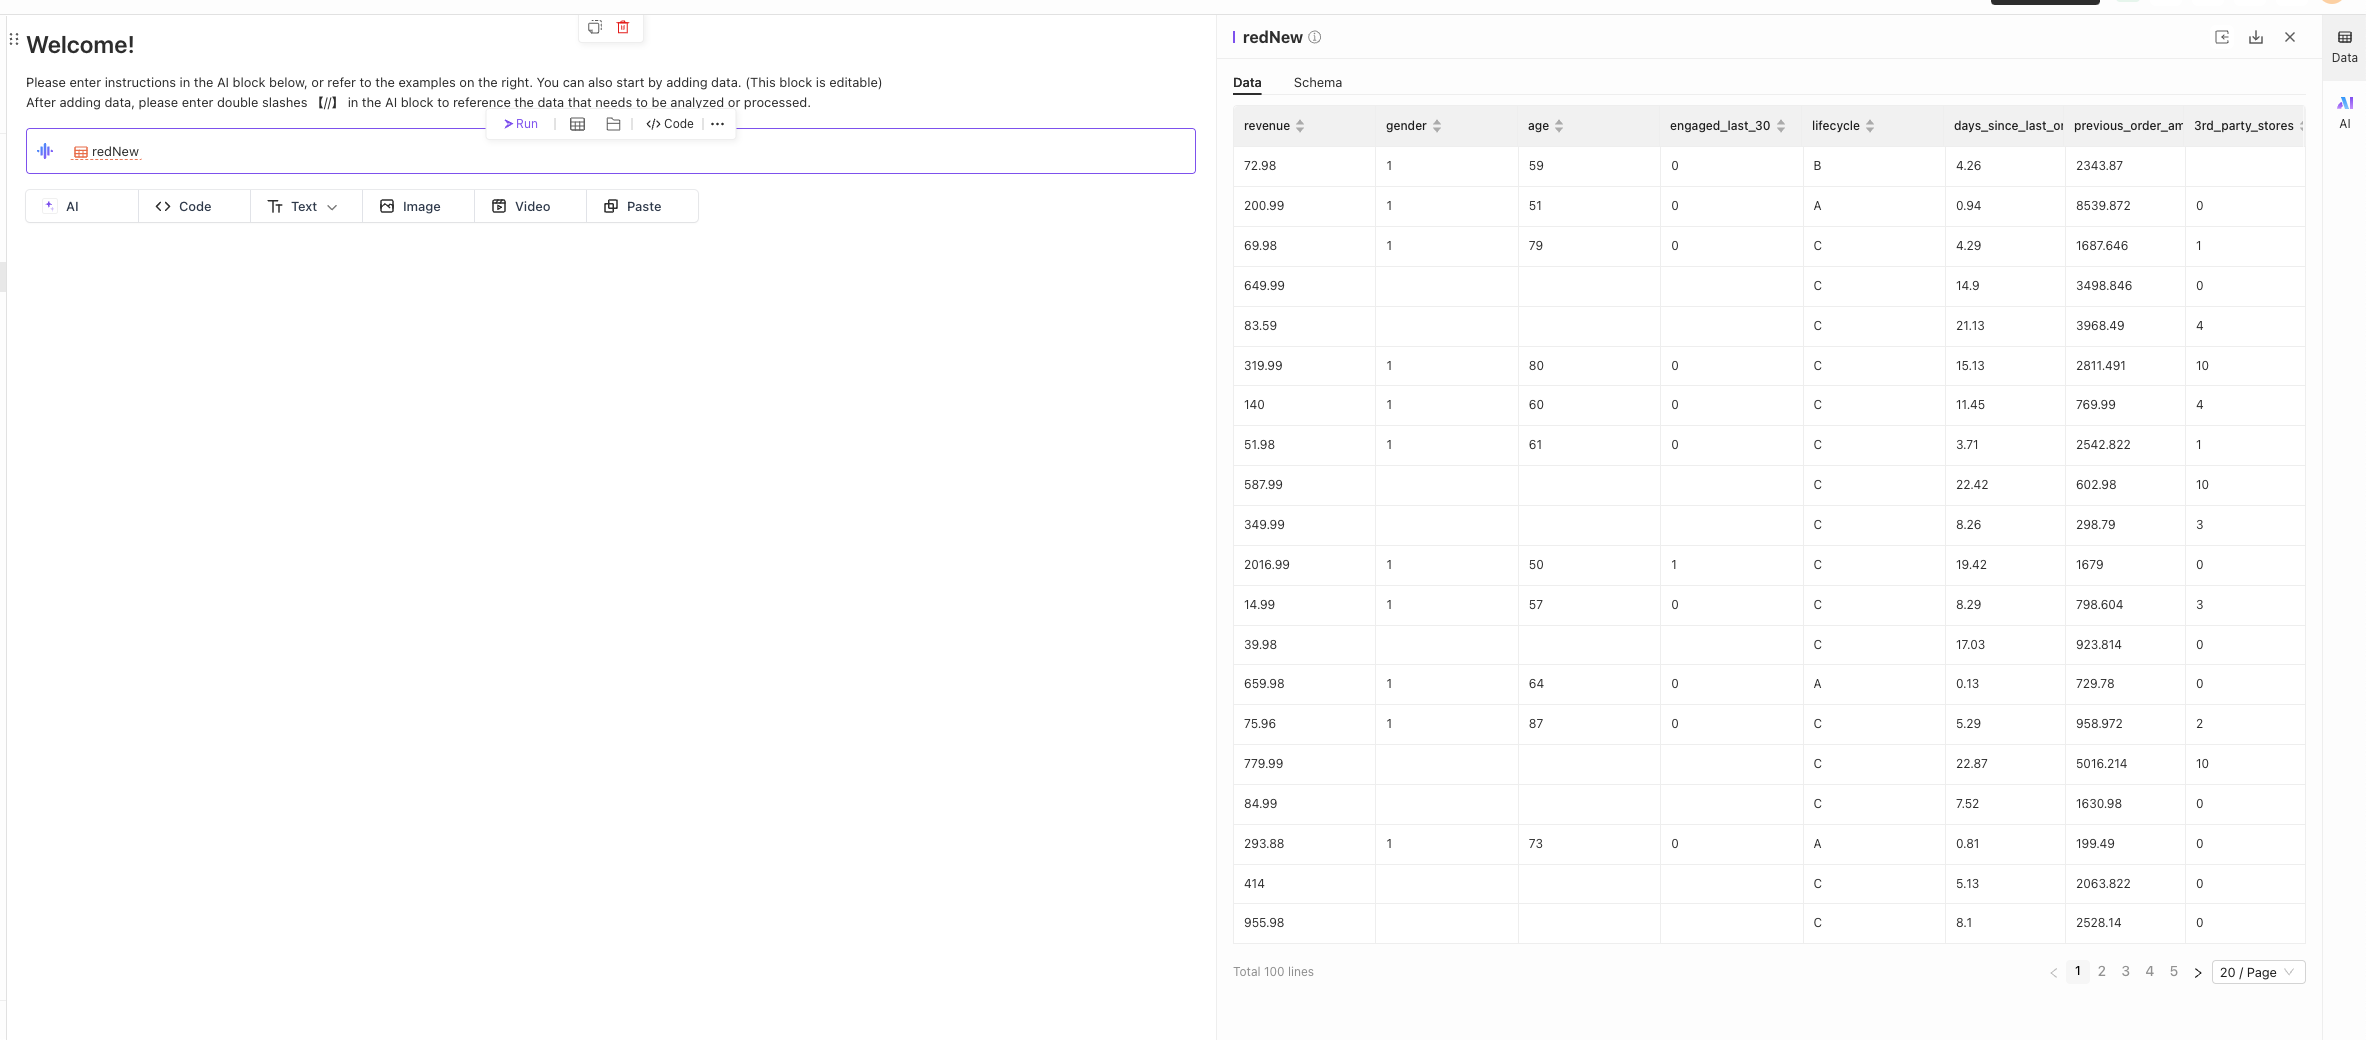 Welcome!
Please enter instructions in the AI block below, or refer to the examples on the right. You can also start by adding data. (This block is editable)
After adding data, please enter double slashes 【//】 in the AI block to reference the data that needs to be analyzed or processed.
Run
Code
redNew
AI
Code
Text
Image
Video
Paste
redNew
Data Schema
revenue gender age engaged_last_30 lifecycle days_since_last_or previous_order_am 3rd_party_stores
72.98 1 59 0 B 4.26 2343.87
200.99 1 51 0 A 0.94 8539.872 0
69.98 1 79 0 C 4.29 1687.646 1
649.99 C 14.9 3498.846 0
83.59 C 21.13 3968.49 4
319.99 1 80 0 C 15.13 2811.491 10
140 1 60 0 C 11.45 769.99 4
51.98 1 61 0 C 3.71 2542.822 1
587.99 C 22.42 602.98 10
349.99 C 8.26 298.79 3
2016.99 1 50 1 C 19.42 1679 0
14.99 1 57 0 C 8.29 798.604 3
39.98 C 17.03 923.814 0
659.98 1 64 0 A 0.13 729.78 0
75.96 1 87 0 C 5.29 958.972 2
779.99 C 22.87 5016.214 10
84.99 C 7.52 1630.98 0
293.88 1 73 0 A 0.81 199.49 0
414 C 5.13 2063.822 0
955.98 C 8.1 2528.14 0
Total 100 lines
1 2 3 4 5
20 / Page
Data
AI